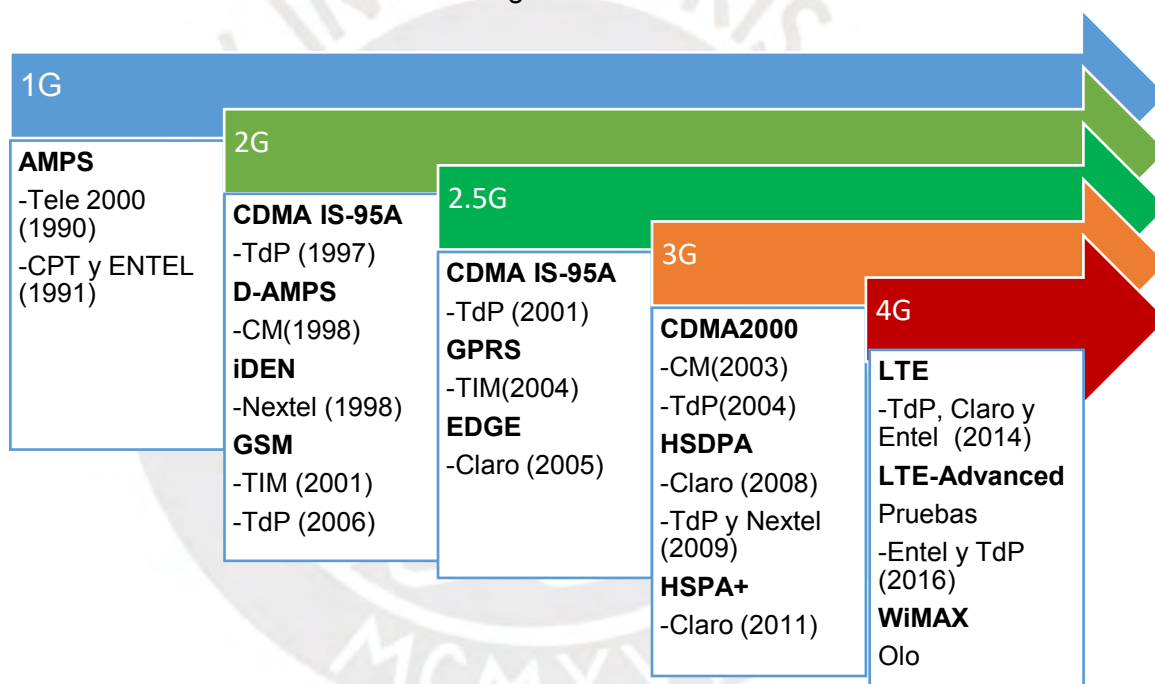 1G
AMPS
-Tele 2000
(1990)
-CPT y ENTEL
(1991)
2G
CDMA IS-95A
-TdP (1997)
D-AMPS
-CM(1998)
iDEN
-Nextel (1998)
GSM
-TIM (2001)
-TdP (2006)
2.5G
CDMA IS-95A
-TdP (2001)
GPRS
-TIM(2004)
EDGE
-Claro (2005)
3G
CDMA2000
-CM(2003)
-TdP(2004)
HSDPA
-Claro (2008)
-TdP y Nextel
(2009)
HSPA+
-Claro (2011)
4G
LTE
-TdP, Claro y
Entel (2014)
LTE-Advanced
Pruebas
-Entel y TdP
(2016)
WiMAX
Olo